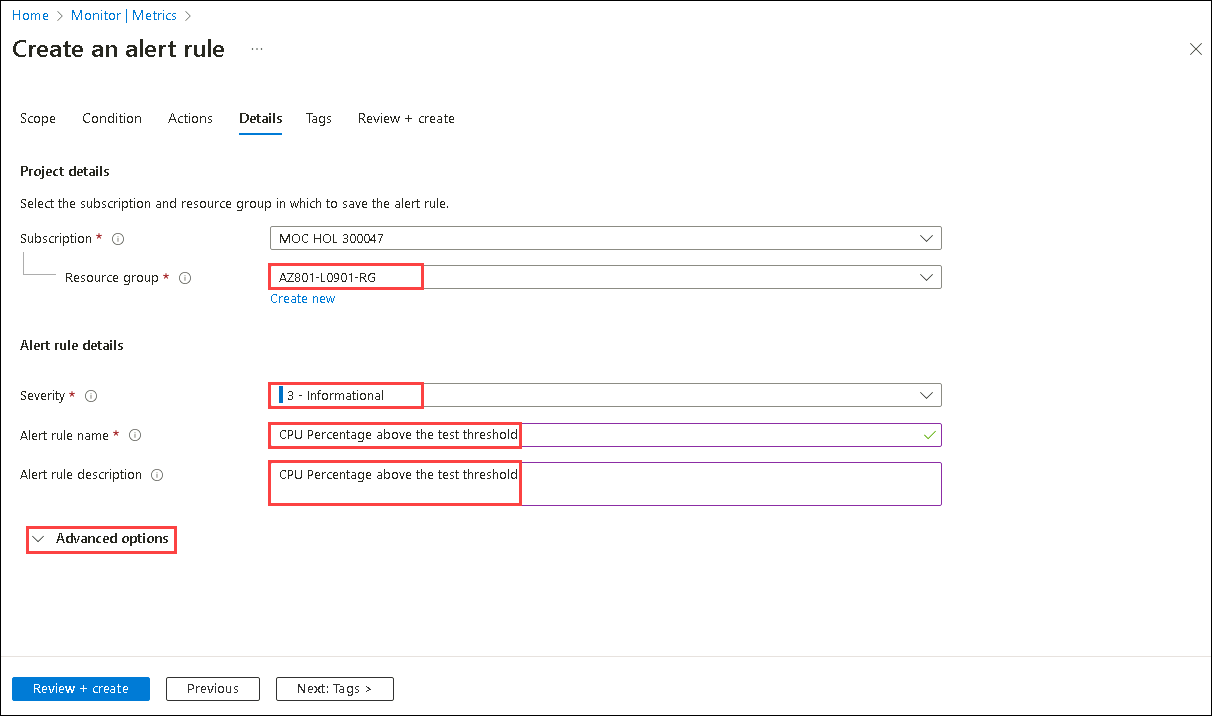 Home > Monitor | Metrics >
Create an alert rule ...
Scope Condition Actions Details Tags Review + create
Project details
Select the subscription and resource group in which to save the alert rule.
Subscription * MOC HOL 300047
Resource group * AZ801-L0901-RG
Create new
Alert rule details
Severity * 3 - Informational
Alert rule name * CPU Percentage above the test threshold
Alert rule description CPU Percentage above the test threshold
Advanced options
Review + create Previous Next: Tags >